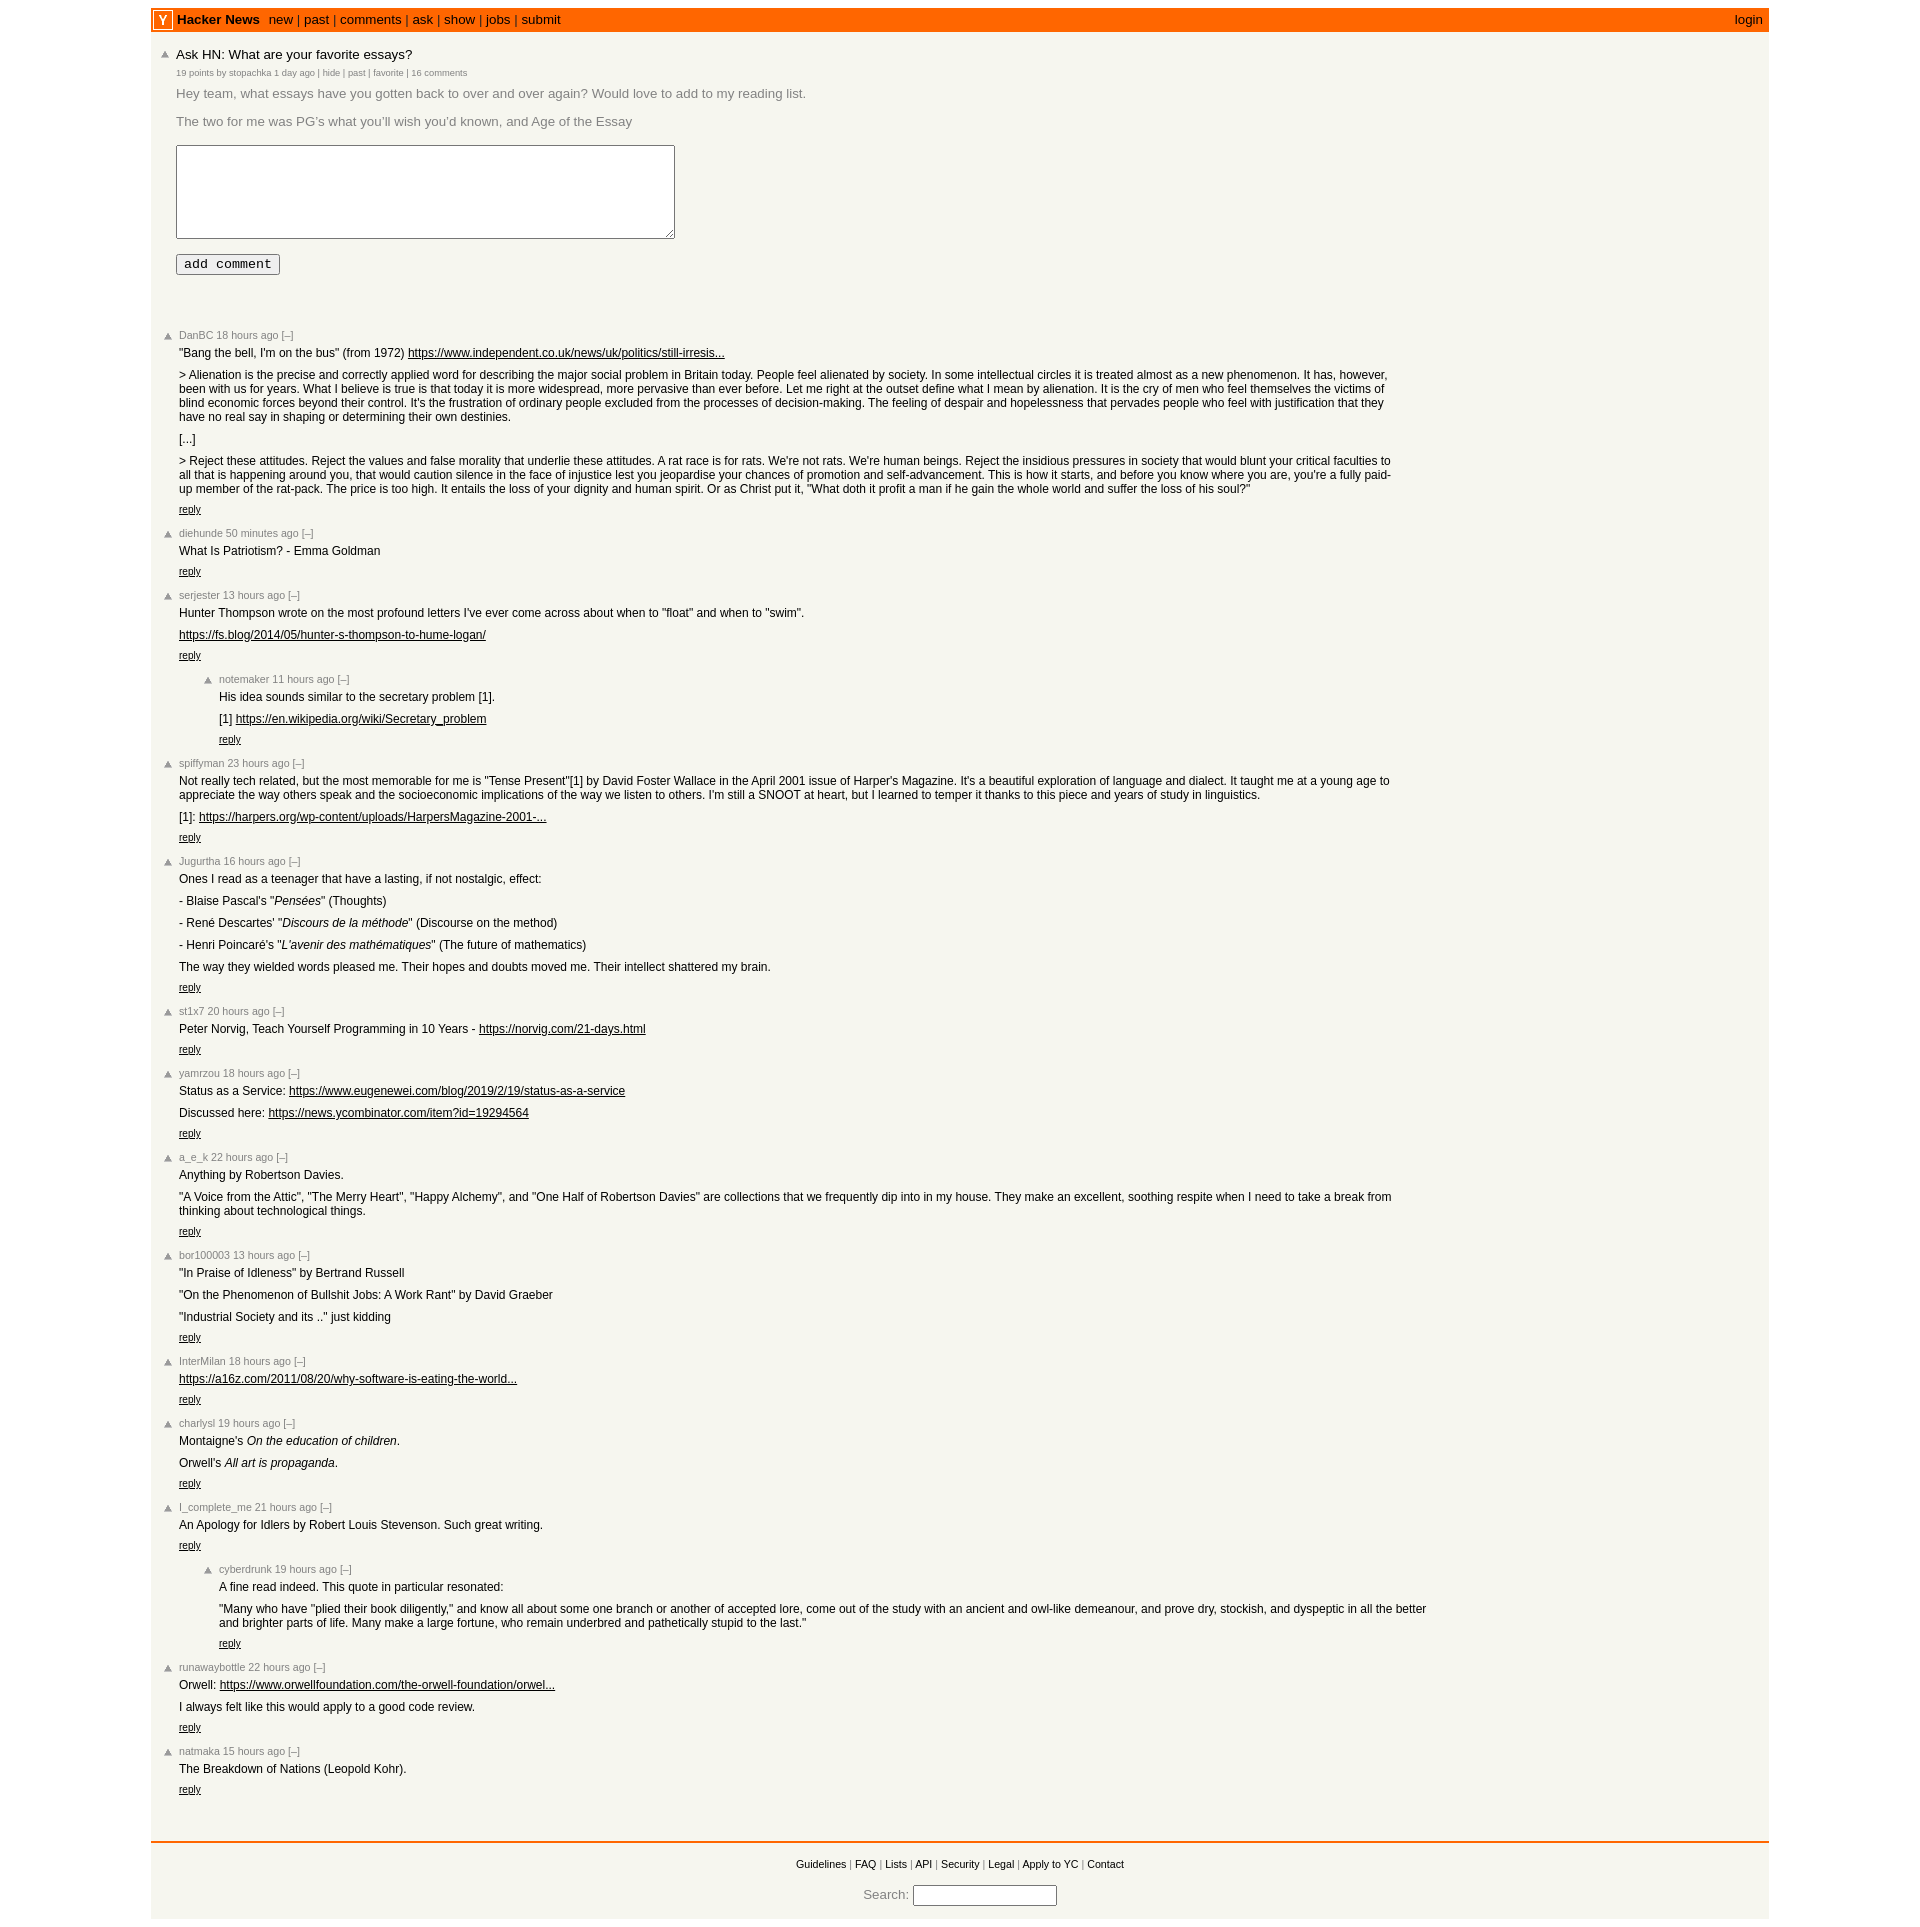 Y Hacker News new | past | comments | ask | show | jobs | submit login
Ask HN: What are your favorite essays?
19 points by stopachka 1 day ago | hide | past | favorite | 16 comments
Hey team, what essays have you gotten back to over and over again? Would love to add to my reading list.
The two for me was PG's what you'll wish you'd known, and Age of the Essay
add comment
DanBC 18 hours ago [–]
"Bang the bell, I'm on the bus" (from 1972) https://www.independent.co.uk/news/uk/politics/still-irresis...
> Alienation is the precise and correctly applied word for describing the major social problem in Britain today. People feel alienated by society. In some intellectual circles it is treated almost as a new phenomenon. It has, however,
been with us for years. What I believe is true is that today it is more widespread, more pervasive than ever before. Let me right at the outset define what I mean by alienation. It is the cry of men who feel themselves the victims of
blind economic forces beyond their control. It's the frustration of ordinary people excluded from the processes of decision-making. The feeling of despair and hopelessness that pervades people who feel with justification that they
have no real say in shaping or determining their own destinies.
[...]
> Reject these attitudes. Reject the values and false morality that underlie these attitudes. A rat race is for rats. We're not rats. We're human beings. Reject the insidious pressures in society that would blunt your critical faculties to
all that is happening around you, that would caution silence in the face of injustice lest you jeopardise your chances of promotion and self-advancement. This is how it starts, and before you know where you are, you're a fully paid-
up member of the rat-pack. The price is too high. It entails the loss of your dignity and human spirit. Or as Christ put it, "What doth it profit a man if he gain the whole world and suffer the loss of his soul?"
reply
diehunde 50 minutes ago [–]
What Is Patriotism? - Emma Goldman
reply
serjester 13 hours ago [–]
Hunter Thompson wrote on the most profound letters I've ever come across about when to "float" and when to "swim".
https://fs.blog/2014/05/hunter-s-thompson-to-hume-logan/
reply
notemaker 11 hours ago [–]
His idea sounds similar to the secretary problem [1].
[1] https://en.wikipedia.org/wiki/Secretary_problem
reply
spiffyman 23 hours ago [–]
Not really tech related, but the most memorable for me is "Tense Present"[1] by David Foster Wallace in the April 2001 issue of Harper's Magazine. It's a beautiful exploration of language and dialect. It taught me at a young age to
appreciate the way others speak and the socioeconomic implications of the way we listen to others. I'm still a SNOOT at heart, but I learned to temper it thanks to this piece and years of study in linguistics.
[1]: https://harpers.org/wp-content/uploads/HarpersMagazine-2001-...
reply
Jugurtha 16 hours ago [–]
Ones I read as a teenager that have a lasting, if not nostalgic, effect:
- Blaise Pascal's "Pensées" (Thoughts)
- René Descartes' "Discours de la méthode" (Discourse on the method)
- Henri Poincaré's "L'avenir des mathématiques" (The future of mathematics)
The way they wielded words pleased me. Their hopes and doubts moved me. Their intellect shattered my brain.
reply
st1x7 20 hours ago [–]
Peter Norvig, Teach Yourself Programming in 10 Years - https://norvig.com/21-days.html
reply
yamrzou 18 hours ago [–]
Status as a Service: https://www.eugenewei.com/blog/2019/2/19/status-as-a-service
Discussed here: https://news.ycombinator.com/item?id=19294564
reply
a_e_k 22 hours ago [–]
Anything by Robertson Davies.
"A Voice from the Attic", "The Merry Heart", "Happy Alchemy", and "One Half of Robertson Davies" are collections that we frequently dip into in my house. They make an excellent, soothing respite when I need to take a break from
thinking about technological things.
reply
bor100003 13 hours ago [–]
"In Praise of Idleness" by Bertrand Russell
"On the Phenomenon of Bullshit Jobs: A Work Rant" by David Graeber
"Industrial Society and its .." just kidding
reply
InterMilan 18 hours ago [–]
https://a16z.com/2011/08/20/why-software-is-eating-the-world...
reply
charlysl 19 hours ago [–]
Montaigne's On the education of children.
Orwell's All art is propaganda.
reply
I_complete_me 21 hours ago [–]
An Apology for Idlers by Robert Louis Stevenson. Such great writing.
reply
cyberdrunk 19 hours ago [–]
A fine read indeed. This quote in particular resonated:
"Many who have "plied their book diligently," and know all about some one branch or another of accepted lore, come out of the study with an ancient and owl-like demeanour, and prove dry, stockish, and dyspeptic in all the better
and brighter parts of life. Many make a large fortune, who remain underbred and pathetically stupid to the last."
reply
runawaybottle 22 hours ago [–]
Orwell: https://www.orwellfoundation.com/the-orwell-foundation/orwel...
I always felt like this would apply to a good code review.
reply
natmaka 15 hours ago [–]
The Breakdown of Nations (Leopold Kohr).
reply
Guidelines | FAQ | Lists | API | Security | Legal | Apply to YC | Contact
Search: